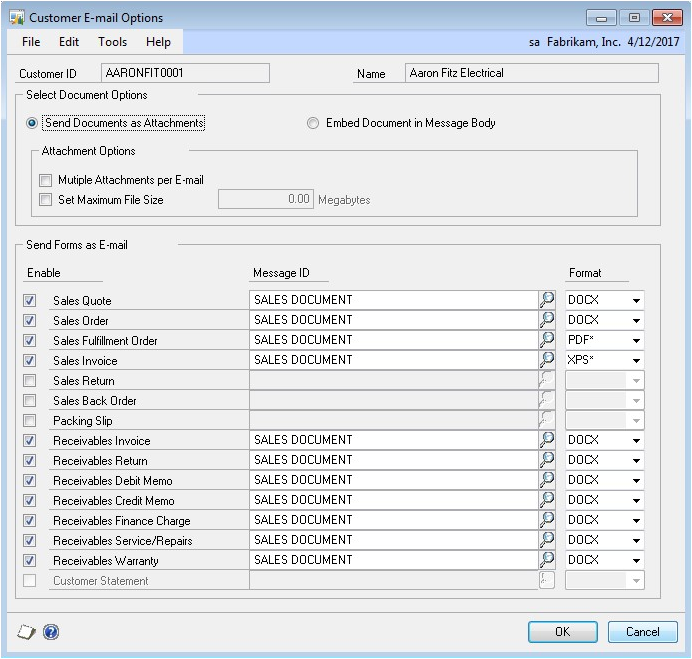 Customer E-mail Options
File Edit Tools Help sa Fabrikam, Inc. 4/12/2017
Customer ID AARONFIT0001 Name Aaron Fitz Electrical
Select Document Options
Send Documents as Attachments Embed Document in Message Body
Attachment Options
Mutiple Attachments per E-mail
Set Maximum File Size 0.00 Megabytes
Send Forms as E-mail
Enable Message ID Format
Sales Quote SALES DOCUMENT DOCX
Sales Order SALES DOCUMENT DOCX
Sales Fulfillment Order SALES DOCUMENT PDF*
Sales Invoice SALES DOCUMENT XPS*
Sales Return
Sales Back Order
Packing Slip
Receivables Invoice SALES DOCUMENT DOCX
Receivables Return SALES DOCUMENT DOCX
Receivables Debit Memo SALES DOCUMENT DOCX
Receivables Credit Memo SALES DOCUMENT DOCX
Receivables Finance Charge SALES DOCUMENT DOCX
Receivables Service/Repairs SALES DOCUMENT DOCX
Receivables Warranty SALES DOCUMENT DOCX
Customer Statement
OK Cancel